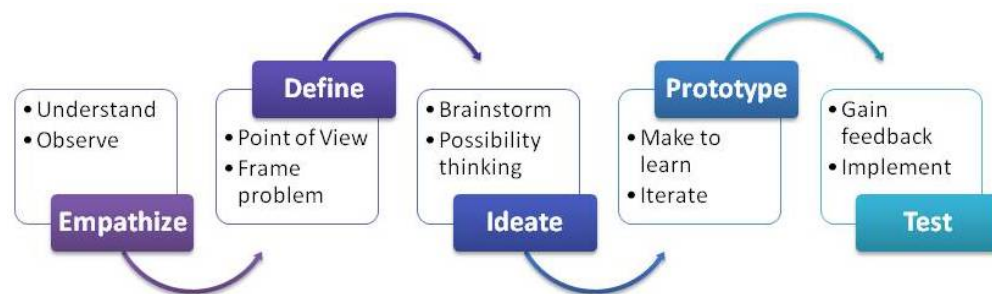 • Understand
• Observe
Empathize
Define
• Point of View
• Frame
problem
• Brainstorm
• Possibility
thinking
Ideate
Prototype
• Make to
learn
• Iterate
• Gain
feedback
• Implement
Test